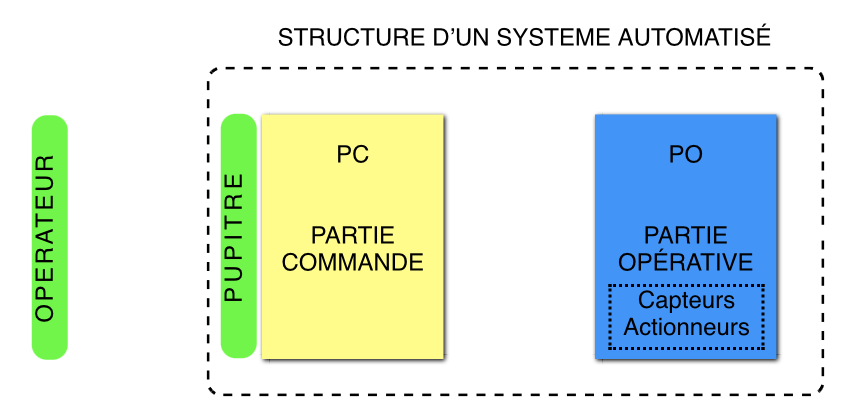 STRUCTURE D'UN SYSTEME AUTOMATISÉ
OPERATEUR
PUPITRE
PC
PARTIE
COMMANDE
PO
PARTIE
OPÉRATIVE
Capteurs
Actionneurs